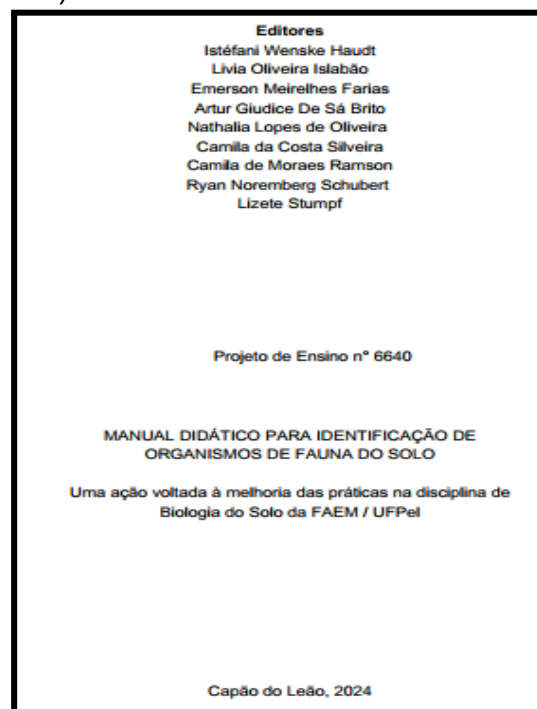 Editores
Istéfani Wenske Haudt
Livia Oliveira Islabão
Emerson Meirelhes Farias
Artur Giudice De Sá Brito
Nathalia Lopes de Oliveira
Camila da Costa Silveira
Camila de Moraes Ramson
Ryan Noremberg Schubert
Lizete Stumpf
Projeto de Ensino n° 6640
MANUAL DIDÁTICO PARA IDENTIFICAÇÃO DE
ORGANISMOS DE FAUNA DO SOLO
Uma ação voltada à melhoria das práticas na disciplina de
Biologia do Solo da FAEM / UFPel
Capão do Leão, 2024